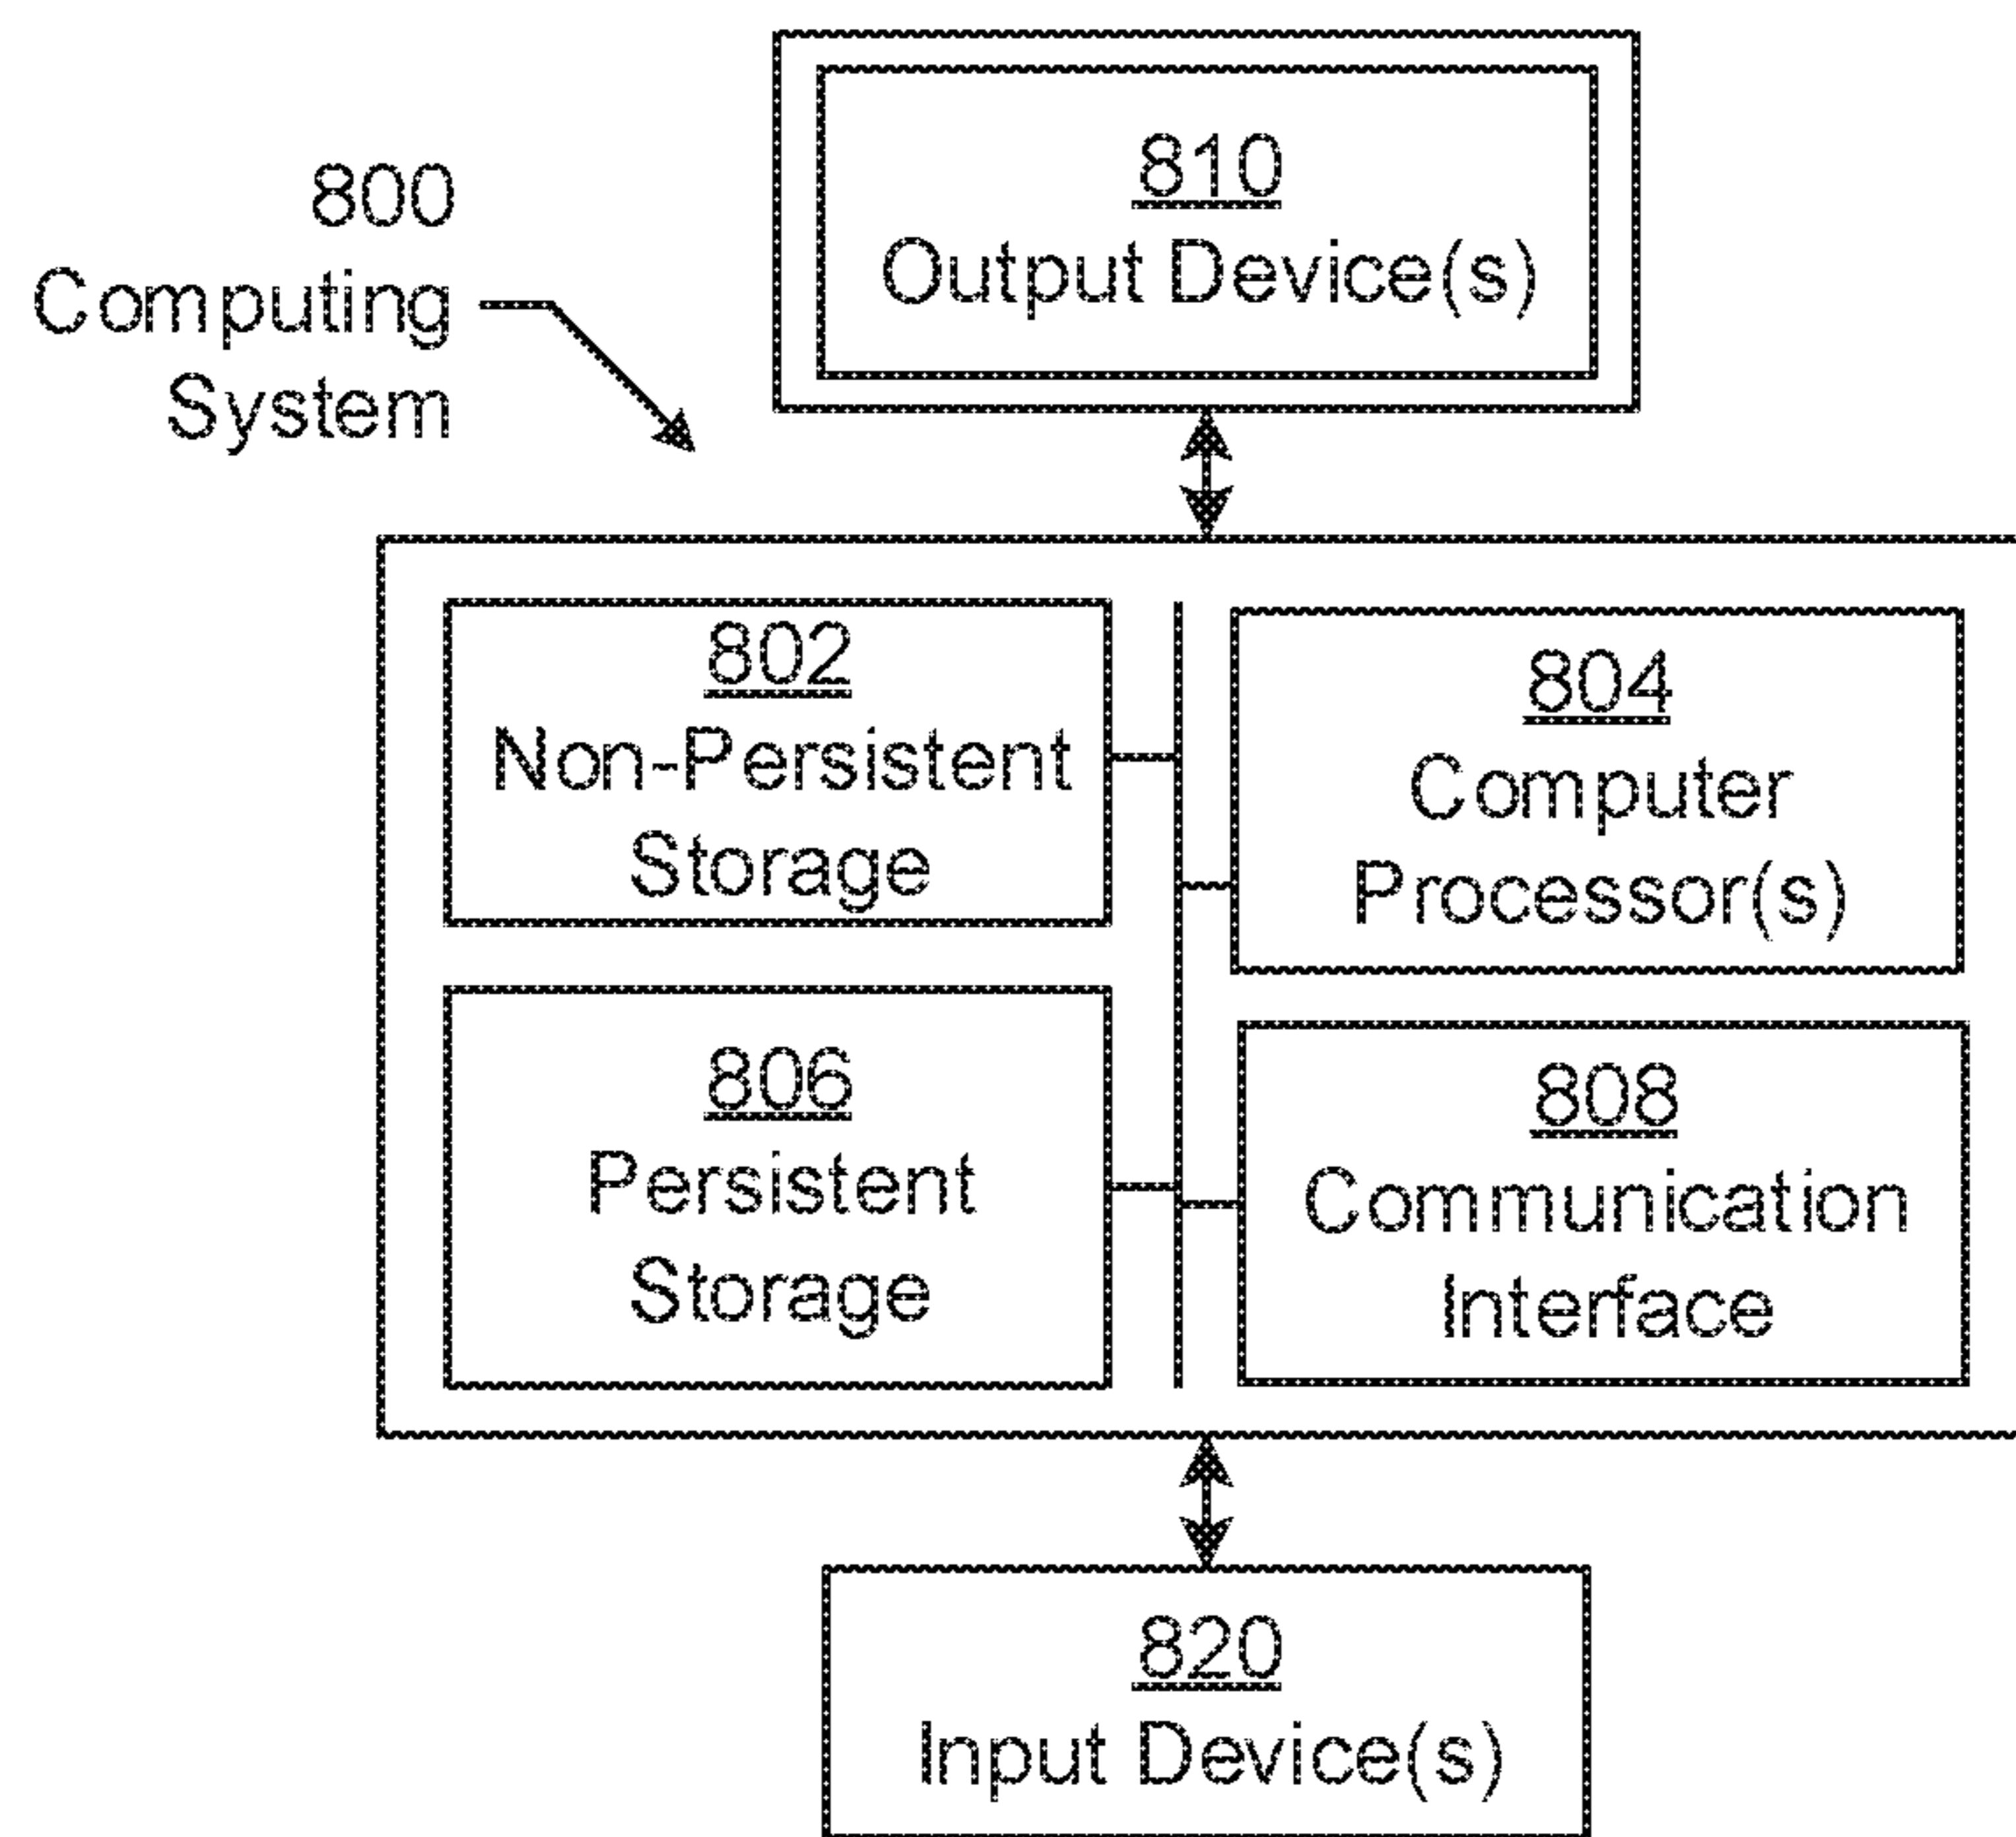 810
Output Device(s)
800
Computing
System
802
Non-Persistent
Storage
804
Computer
Processor(s)
806
Persistent
Storage
808
Communication
Interface
820
Input Device(s)